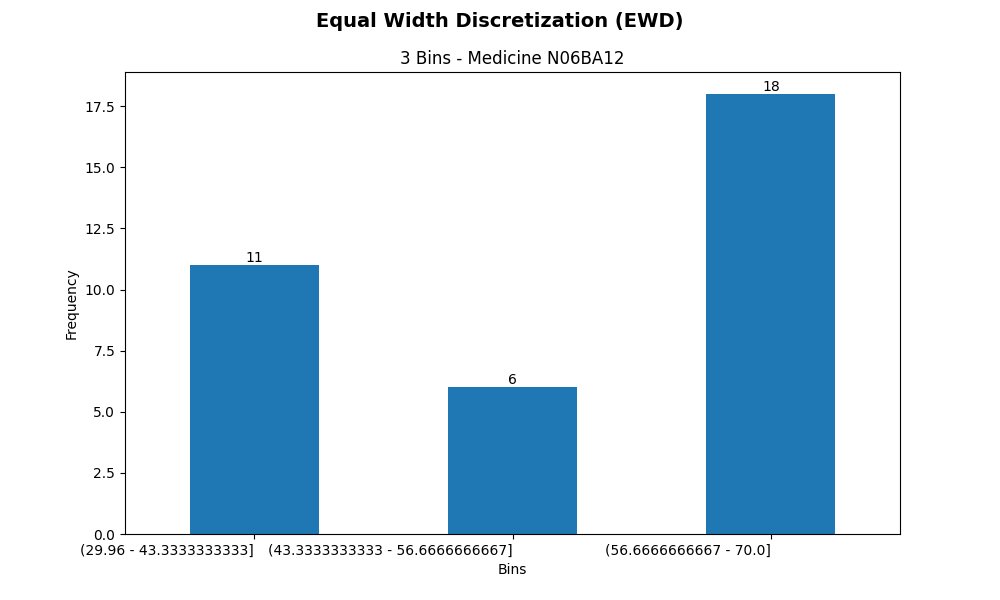 Equal Width Discretization (EWD)
3 Bins - Medicine N06BA12
Frequency
17.5
15.0
12.5
10.0
7.5
5.0
2.5
0.0
11
6
18
(29.96 - 43.3333333333]
(43.3333333333 - 56.6666666667]
(56.6666666667 - 70.0]
Bins